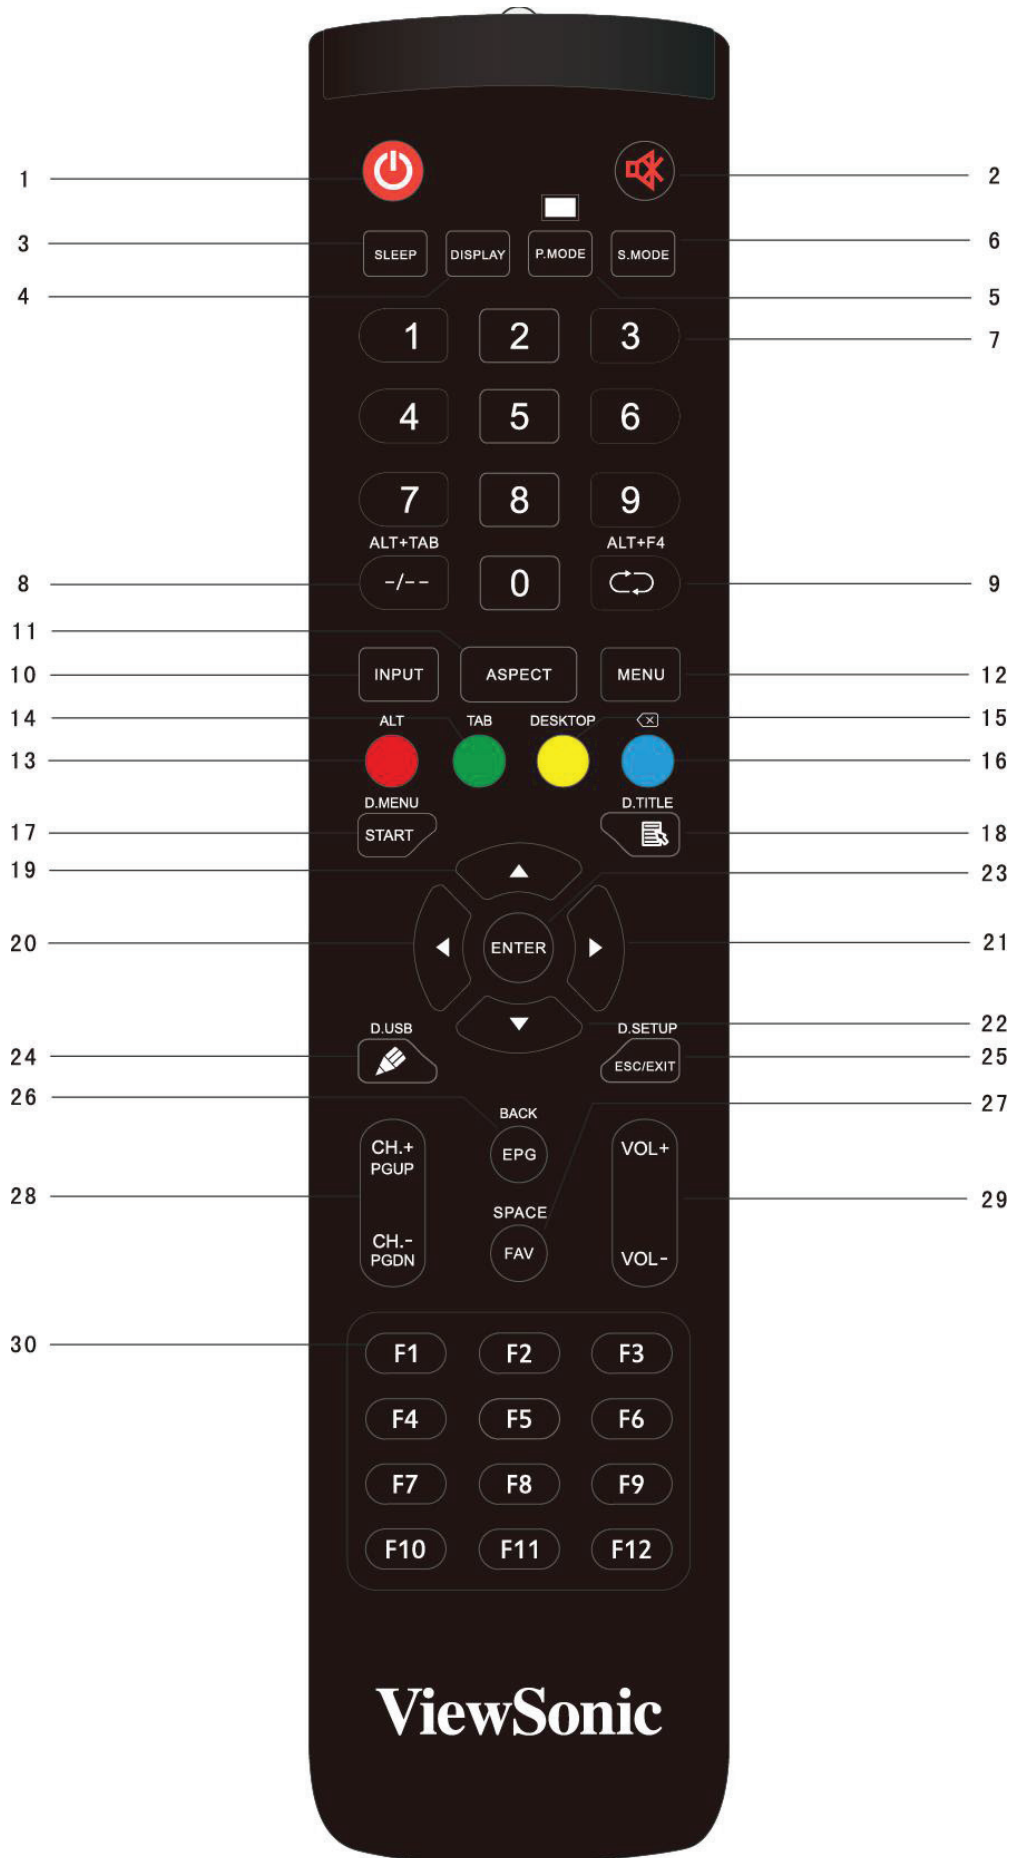 1 2
3 SLEEP DISPLAY P.MODE S.MODE 6
4 5
1 2 3 7
4 5 6
7 8 9
ALT+TAB ALT+F4
8 -/-- 0 9
11
10 INPUT ASPECT MENU 12
14 ALT TAB DESKTOP 15
13 16
D.MENU D.TITLE
17 START 18
19 23
20 ENTER 21
D.USB D.SETUP 22
24 ESC/EXIT 25
26 BACK 27
CH.+ EPG VOL+
PGUP
28 29
SPACE
CH.- FAV VOL-
PGDN
30 F1 F2 F3
F4 F5 F6
F7 F8 F9
F10 F11 F12
ViewSonic